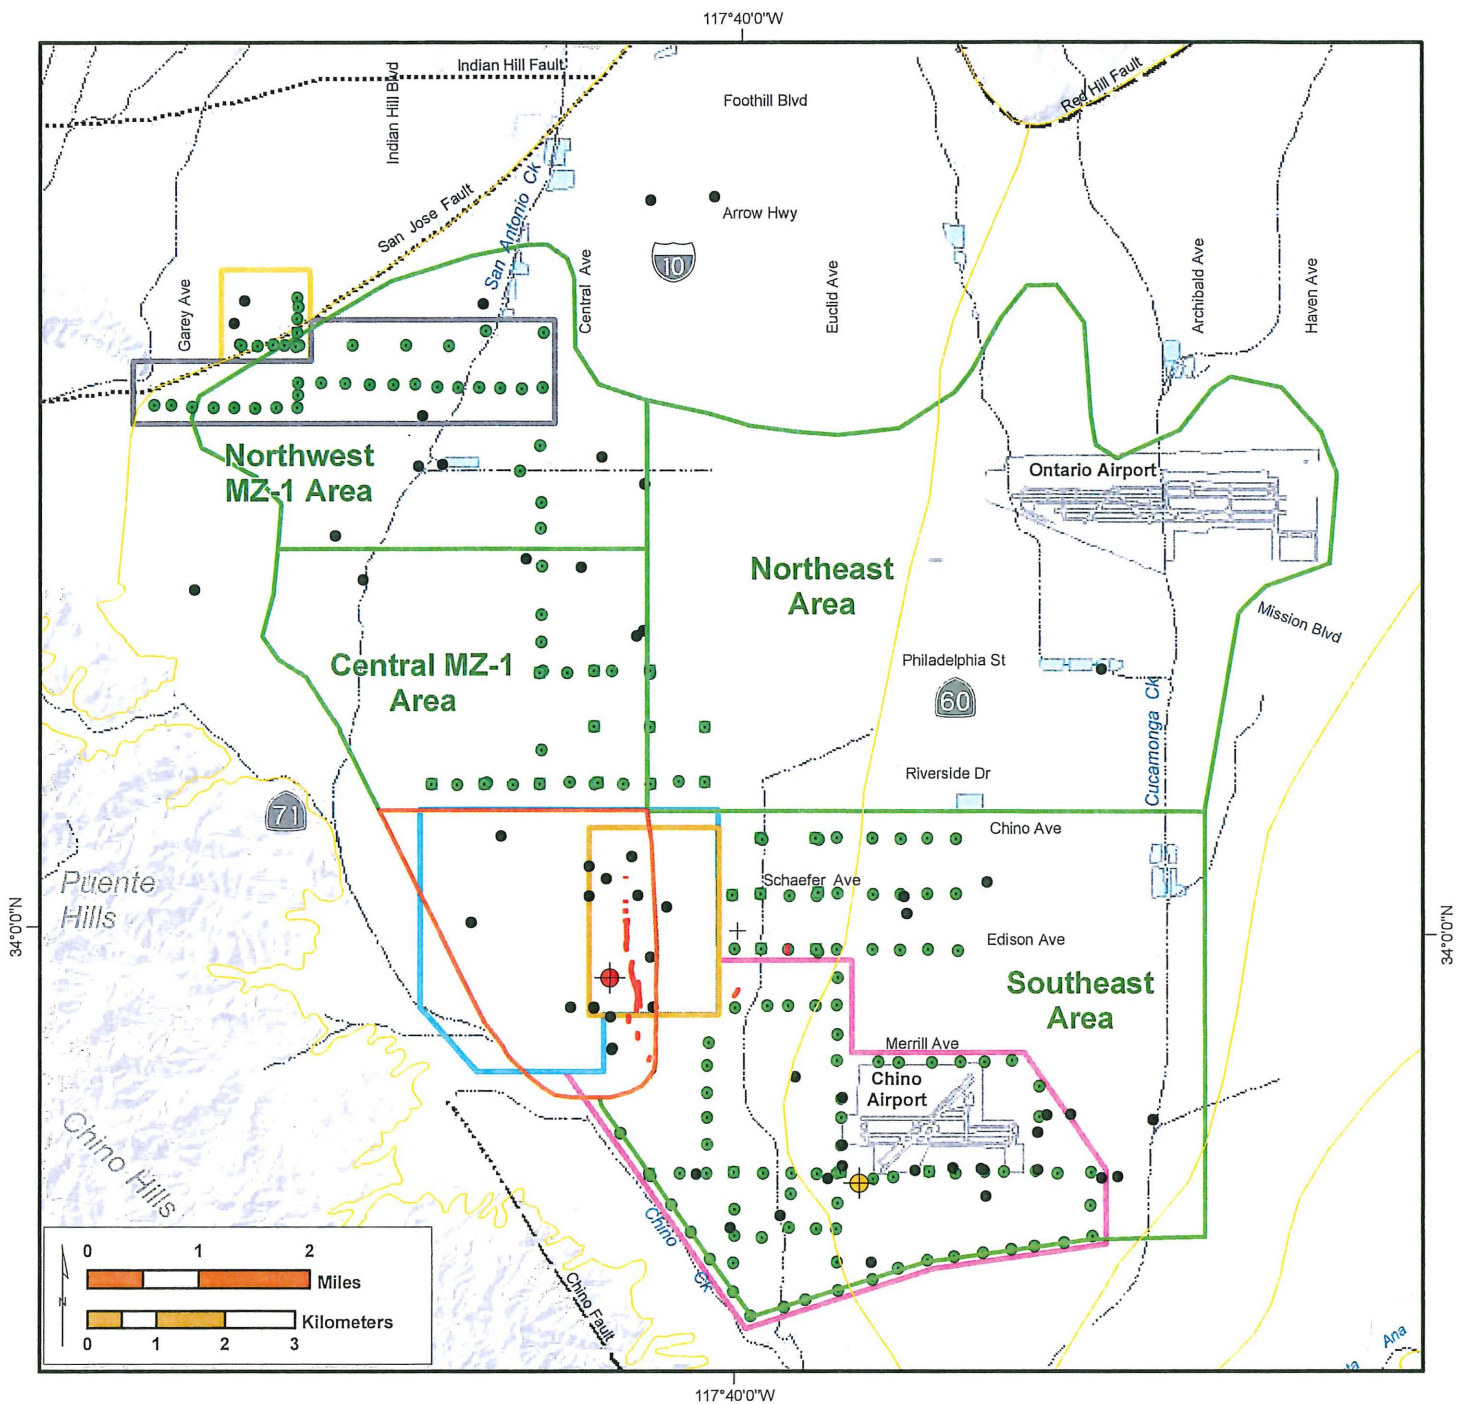 117°40'0"W
Indian Hill Fault
Indian Hill Blvd
Foothill Blvd
Red Hill Fault
San Antonio Ck
San Jose Fault
Arrow Hwy
10
Garey Ave
Central Ave
Euclid Ave
Archibald Ave
Haven Ave
Northwest
MZ-1 Area
Ontario Airport
Northeast
Area
Mission Blvd
Central MZ-1
Area
Philadelphia St
60
Cucamonga Ck
Riverside Dr
71
Chino Ave
Puente
Hills
Schaefer Ave
34°0'0"N
34°0'0"N
Edison Ave
Southeast
Area
Merrill Ave
Chino
Airport
Chino Hills
Chino
Ck
Chino Fault
0 1 2
Miles
N
Kilometers
0 1 2 3
Ana
117°40'0"W